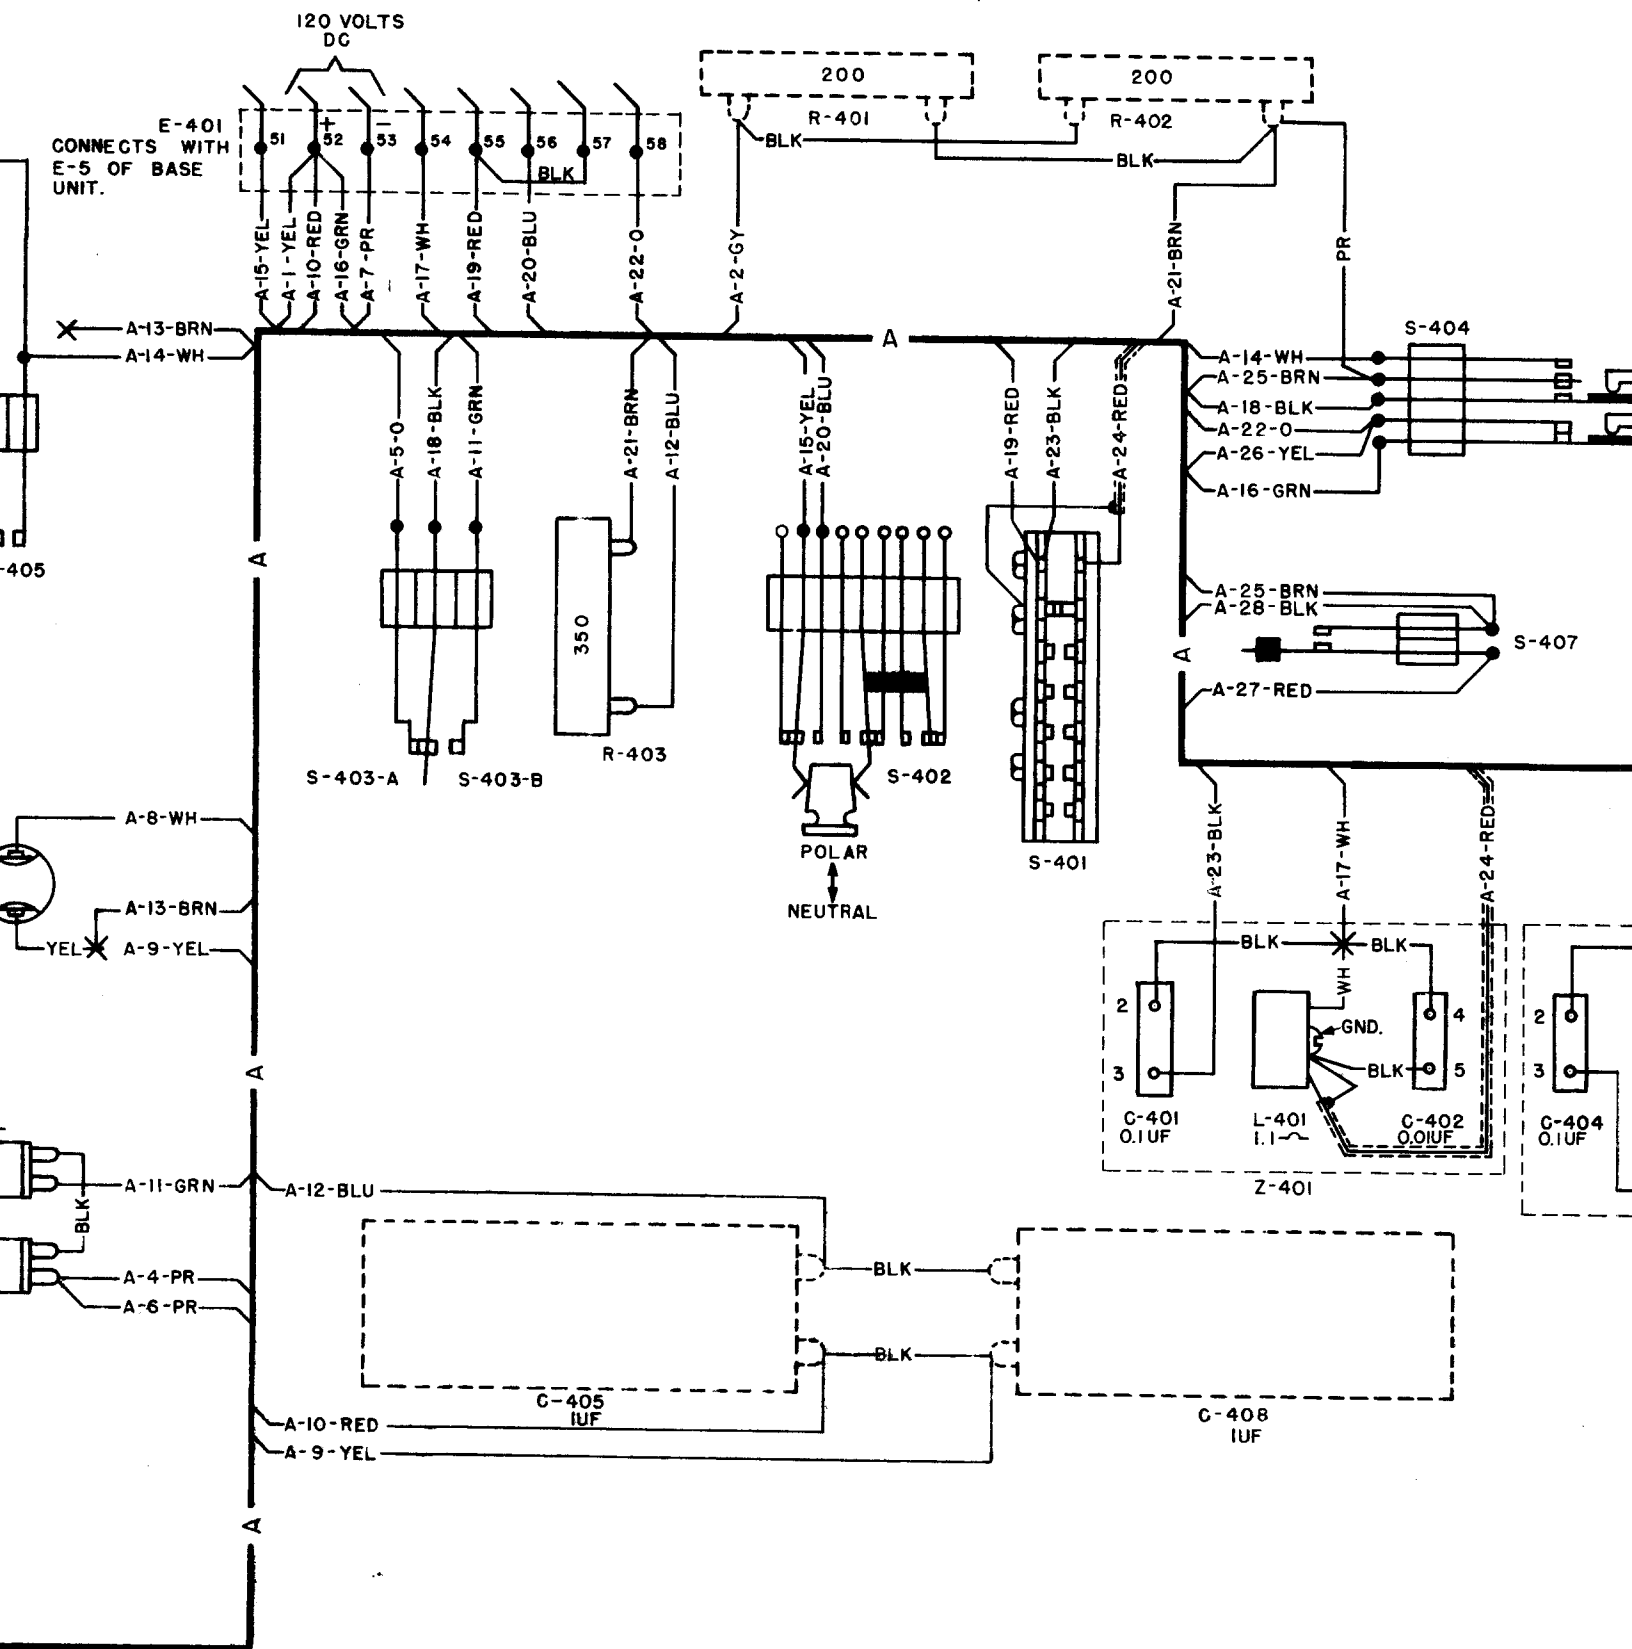 120 VOLTS
DC
200
200
R-401
R-402
E-401
CONNECTS WITH
E-5 OF BASE
UNIT.
+
−
51
52
53
54
55
56
57
58
BLK
BLK
BLK
A-15-YEL
A-1-YEL
A-10-RED
A-16-GRN
A-7-PR
A-17-WH
A-19-RED
A-20-BLU
A-22-O
A-2-GY
A-21-BRN
PR
A-13-BRN
A-14-WH
A
S-404
A-14-WH
A-25-BRN
A-18-BLK
A-22-O
A-26-YEL
A-16-GRN
A-5-O
A-18-BLK
A-11-GRN
A-21-BRN
A-12-BLU
A-15-YEL
A-20-BLU
A-19-RED
A-23-BLK
A-24-RED
-405
A
350
A-25-BRN
A-28-BLK
S-407
A
A-27-RED
R-403
S-403-A
S-403-B
S-402
A-8-WH
POLAR
NEUTRAL
S-401
A-23-BLK
A-17-WH
A-24-RED
A-13-BRN
YEL
A-9-YEL
BLK
BLK
WH
2
GND.
4
2
A
3
BLK
5
3
C-401
0.1UF
L-401
1.1
C-402
0.01UF
C-404
0.1UF
Z-401
A-11-GRN
A-12-BLU
BLK
A-4-PR
BLK
A-6-PR
BLK
C-405
1UF
A-10-RED
C-408
1UF
A-9-YEL
A